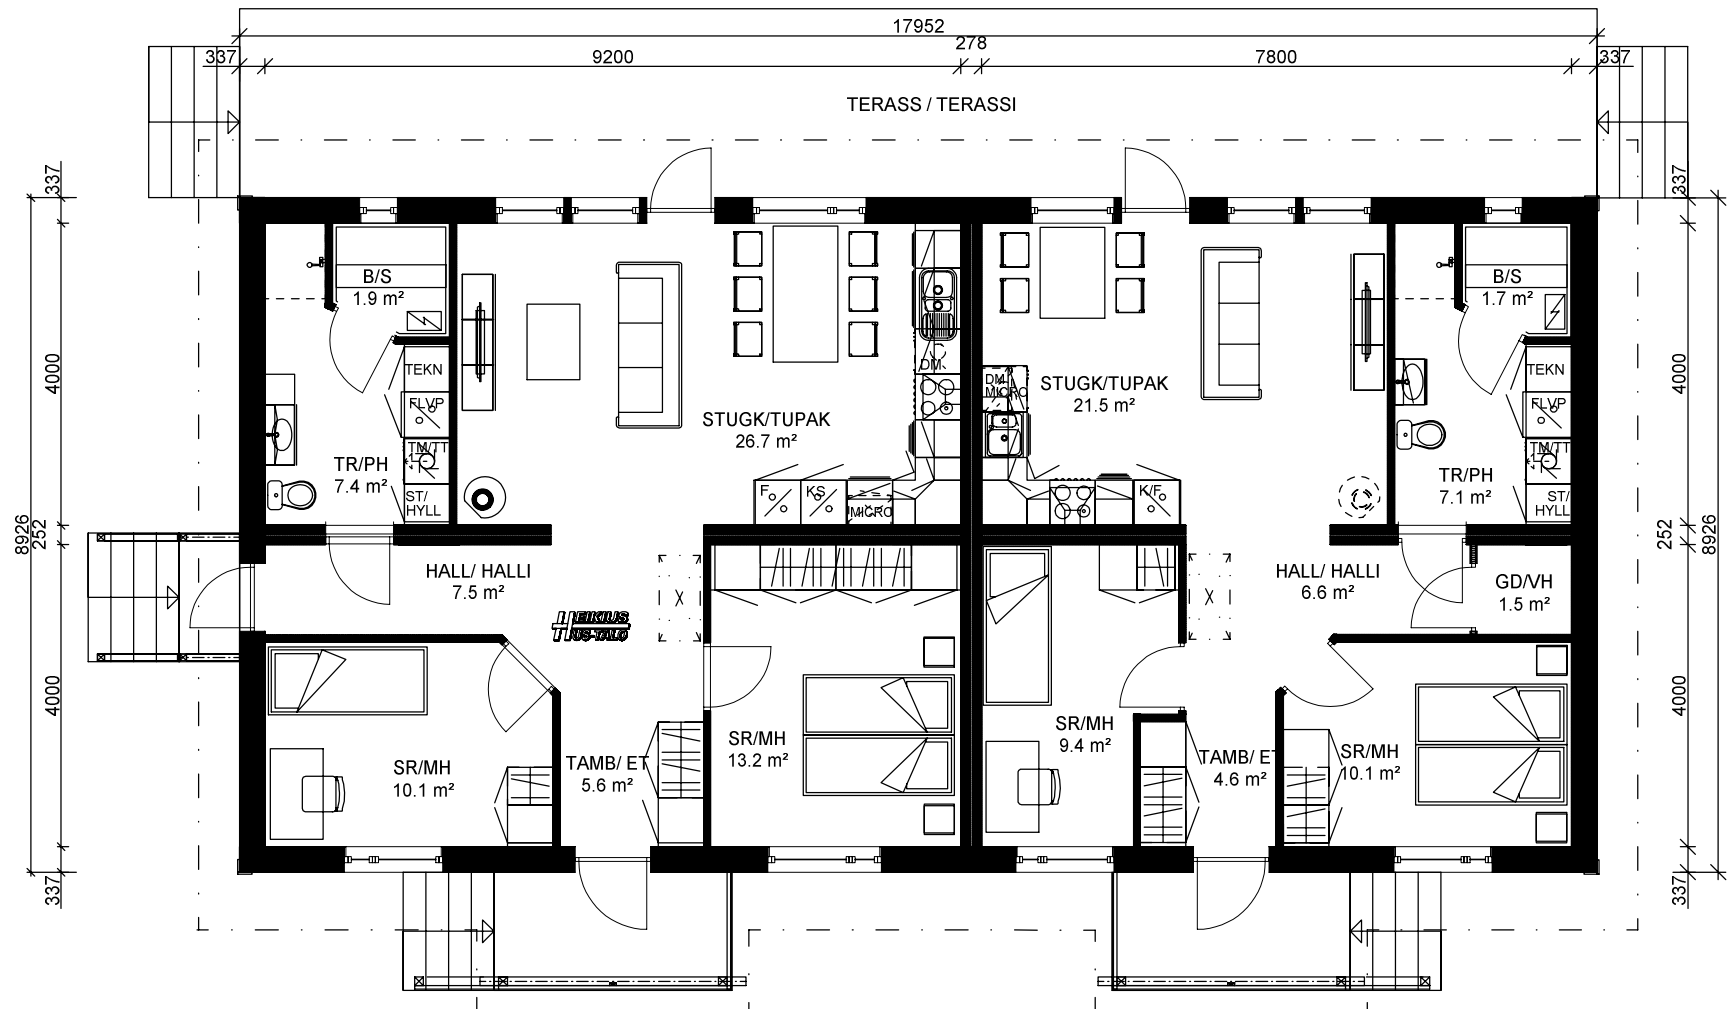 17952
337
9200
278
7800
337
TERASS / TERASSI
337
337
B/S
1.9 m²
B/S
1.7 m²
4000
TEKN
DM
DM
MICRO
STUGK/TUPAK
21.5 m²
TEKN
4000
FLVP
STUGK/TUPAK
26.7 m²
FLVP
TM/TT
TR/PH
7.4 m²
TM/TT
TR/PH
7.1 m²
ST/
HYLL
F
KS
MICRO
K/F
ST/
HYLL
8926
252
252
8926
HALL/ HALLI
7.5 m²
HALL/ HALLI
6.6 m²
GD/VH
1.5 m²
HEIKIUS
HUS-TALO
4000
4000
SR/MH
10.1 m²
TAMB/ ET
5.6 m²
SR/MH
13.2 m²
SR/MH
9.4 m²
TAMB/ ET
4.6 m²
SR/MH
10.1 m²
337
337